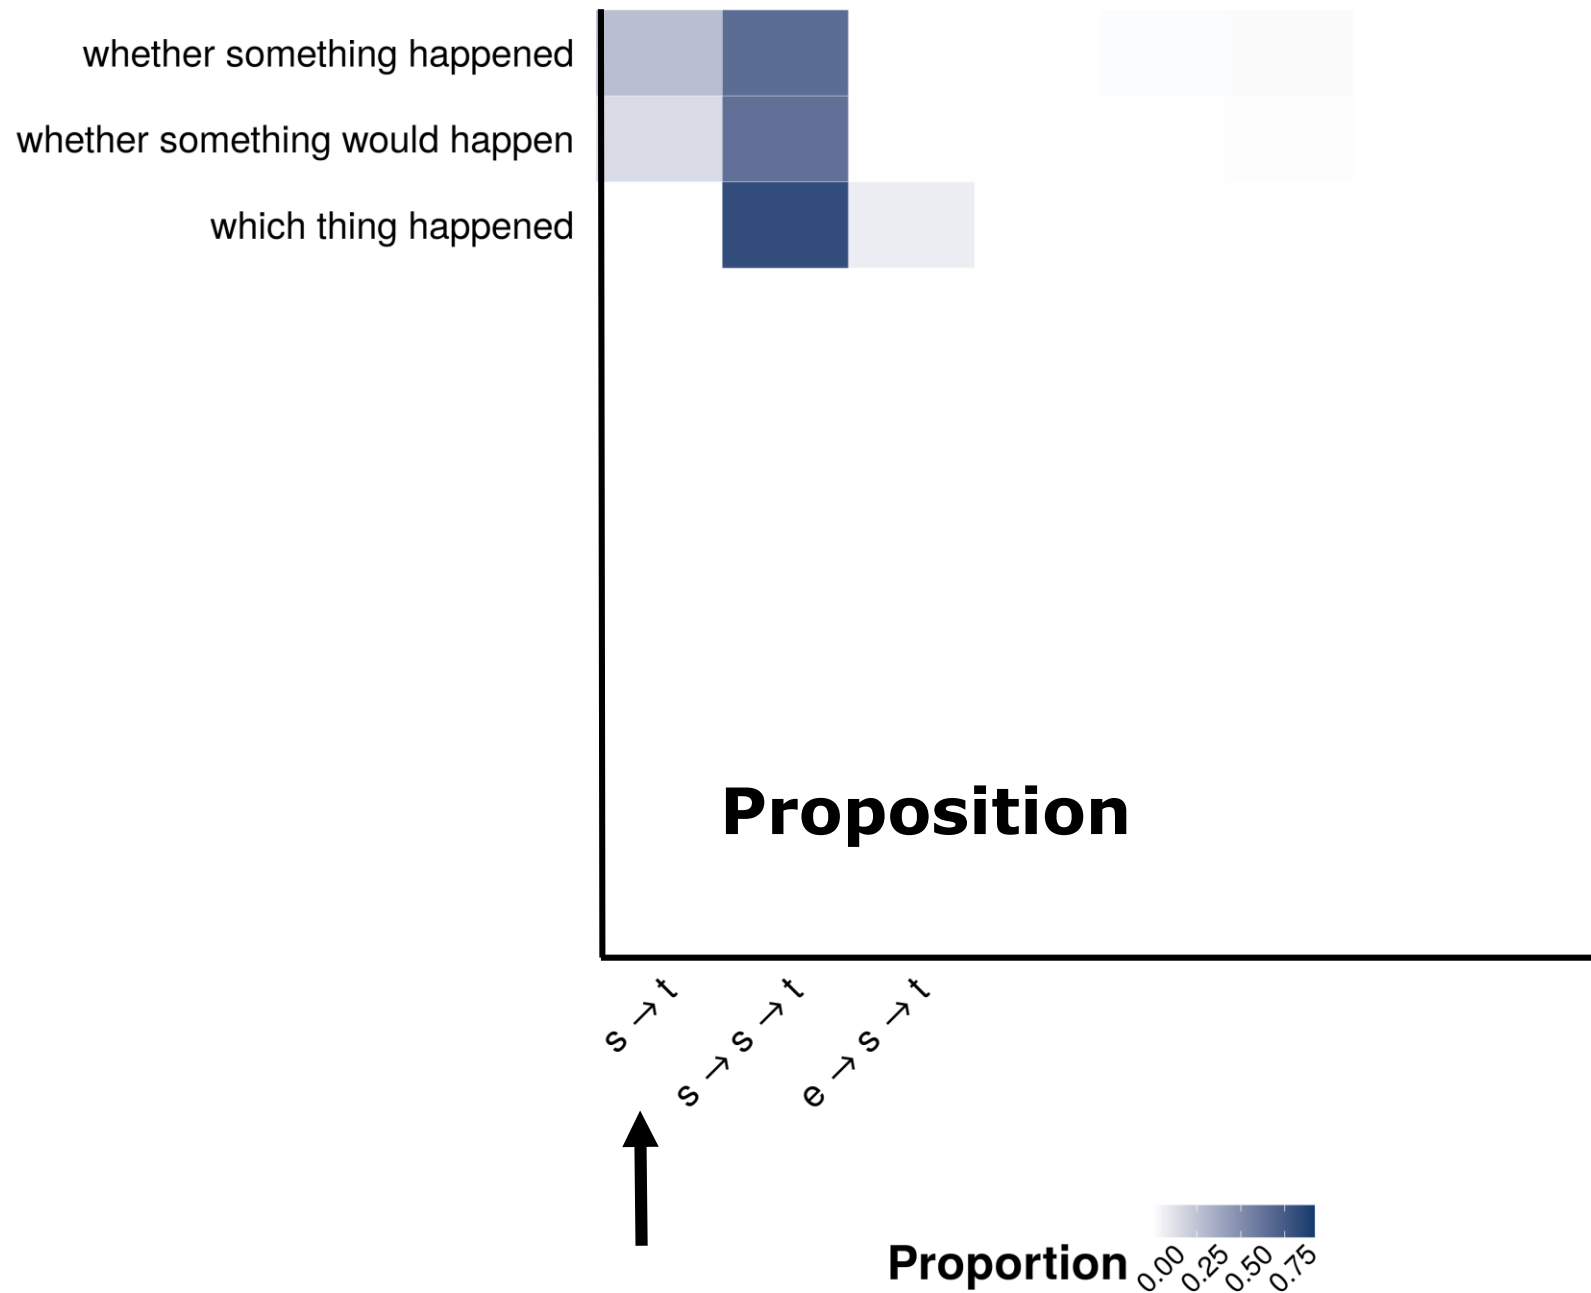 whether something happened
whether something would happen
which thing happened
Proposition
s → t
s → s → t
e → s → t
Proportion
0.00
0.25
0.50
0.75